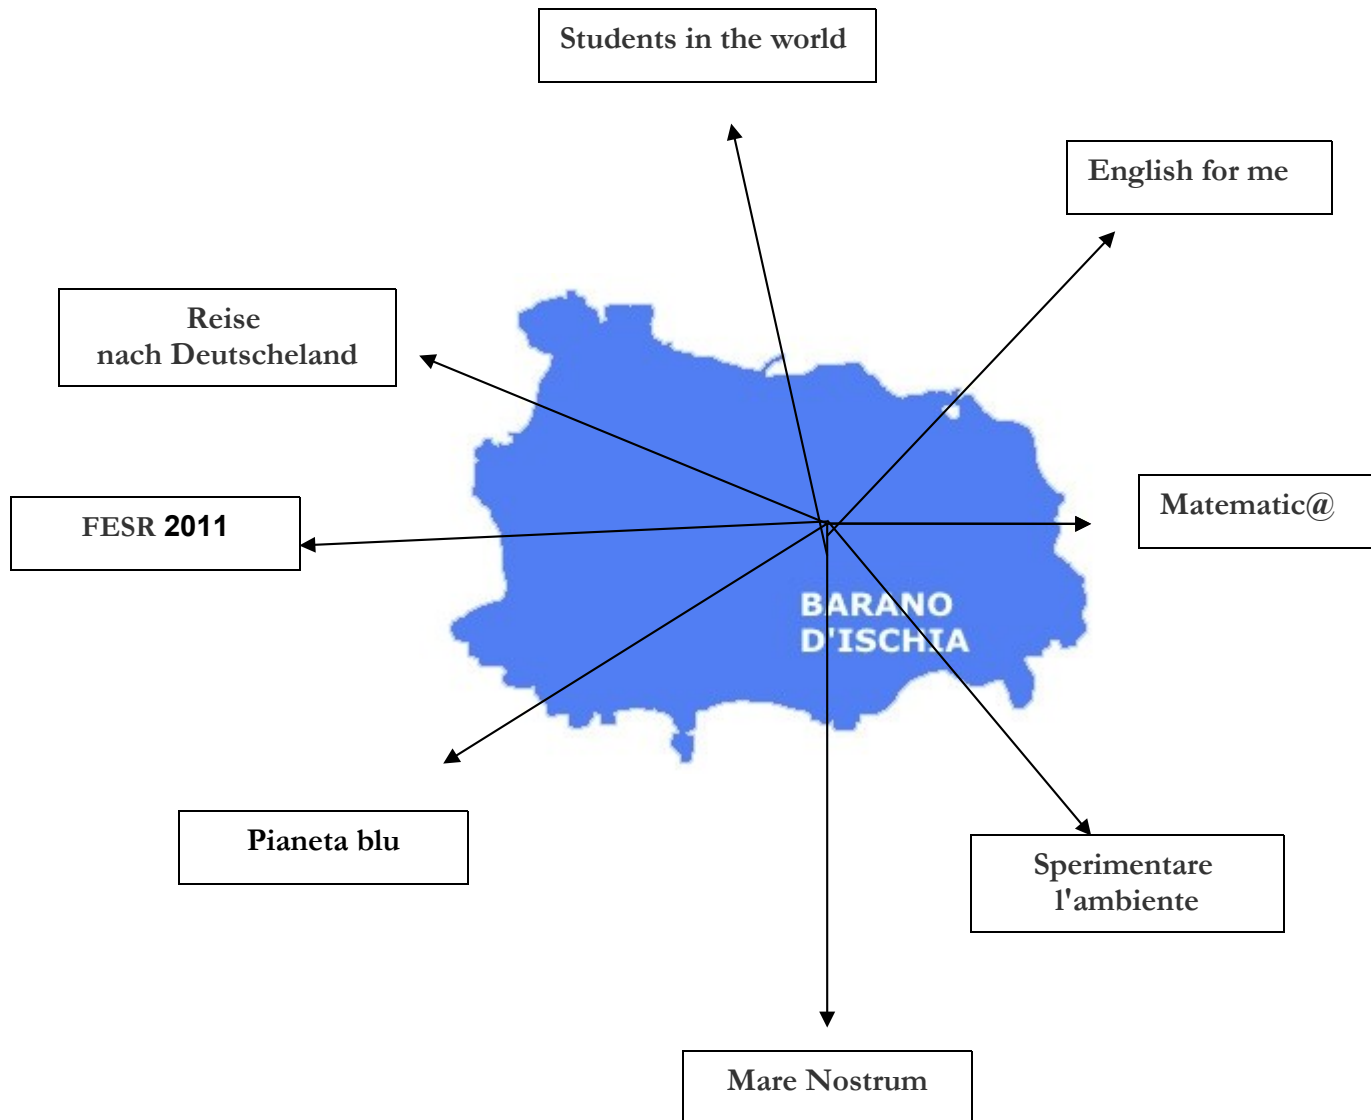 Students in the world
English for me
Reise
nach Deutscheland
FESR 2011
Matematic@
BARANO
D'ISCHIA
Pianeta blu
Sperimentare
l'ambiente
Mare Nostrum